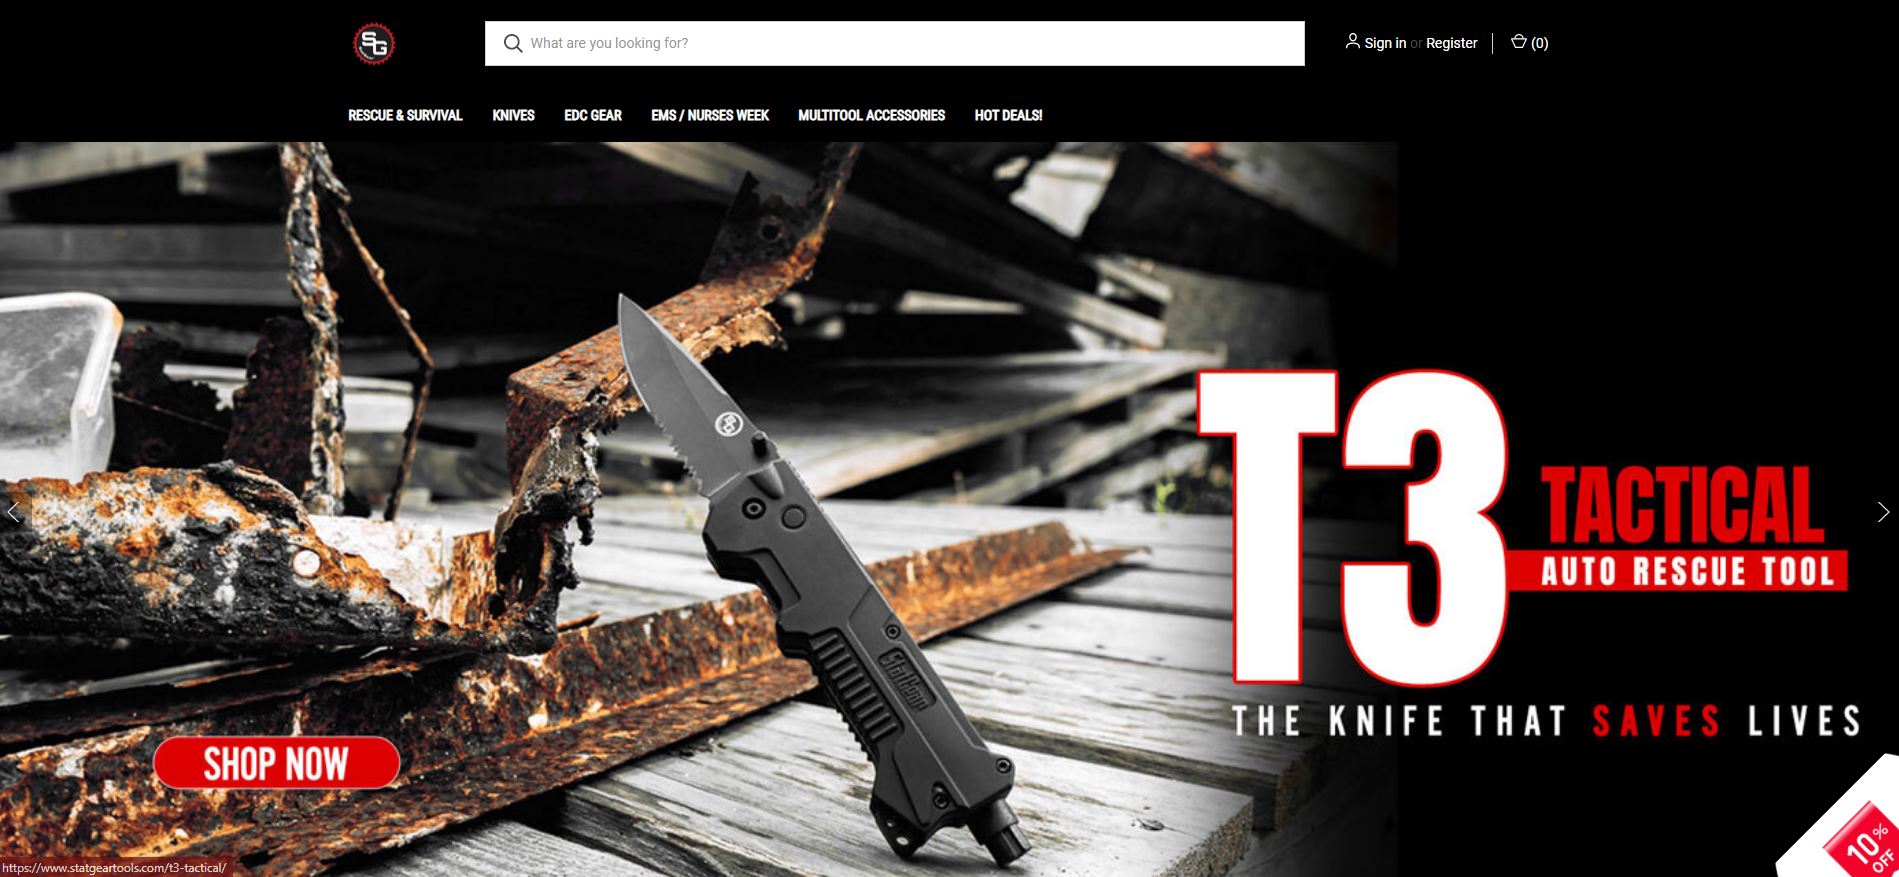 SG
What are you looking for?
Sign in or Register
(0)
RESCUE & SURVIVAL
KNIVES
EDC GEAR
EMS / NURSES WEEK
MULTITOOL ACCESSORIES
HOT DEALS!
T3
TACTICAL
AUTO RESCUE TOOL
THE KNIFE THAT SAVES LIVES
StatGear
SHOP NOW
10% OFF
https://www.statgeartools.com/t3-tactical/